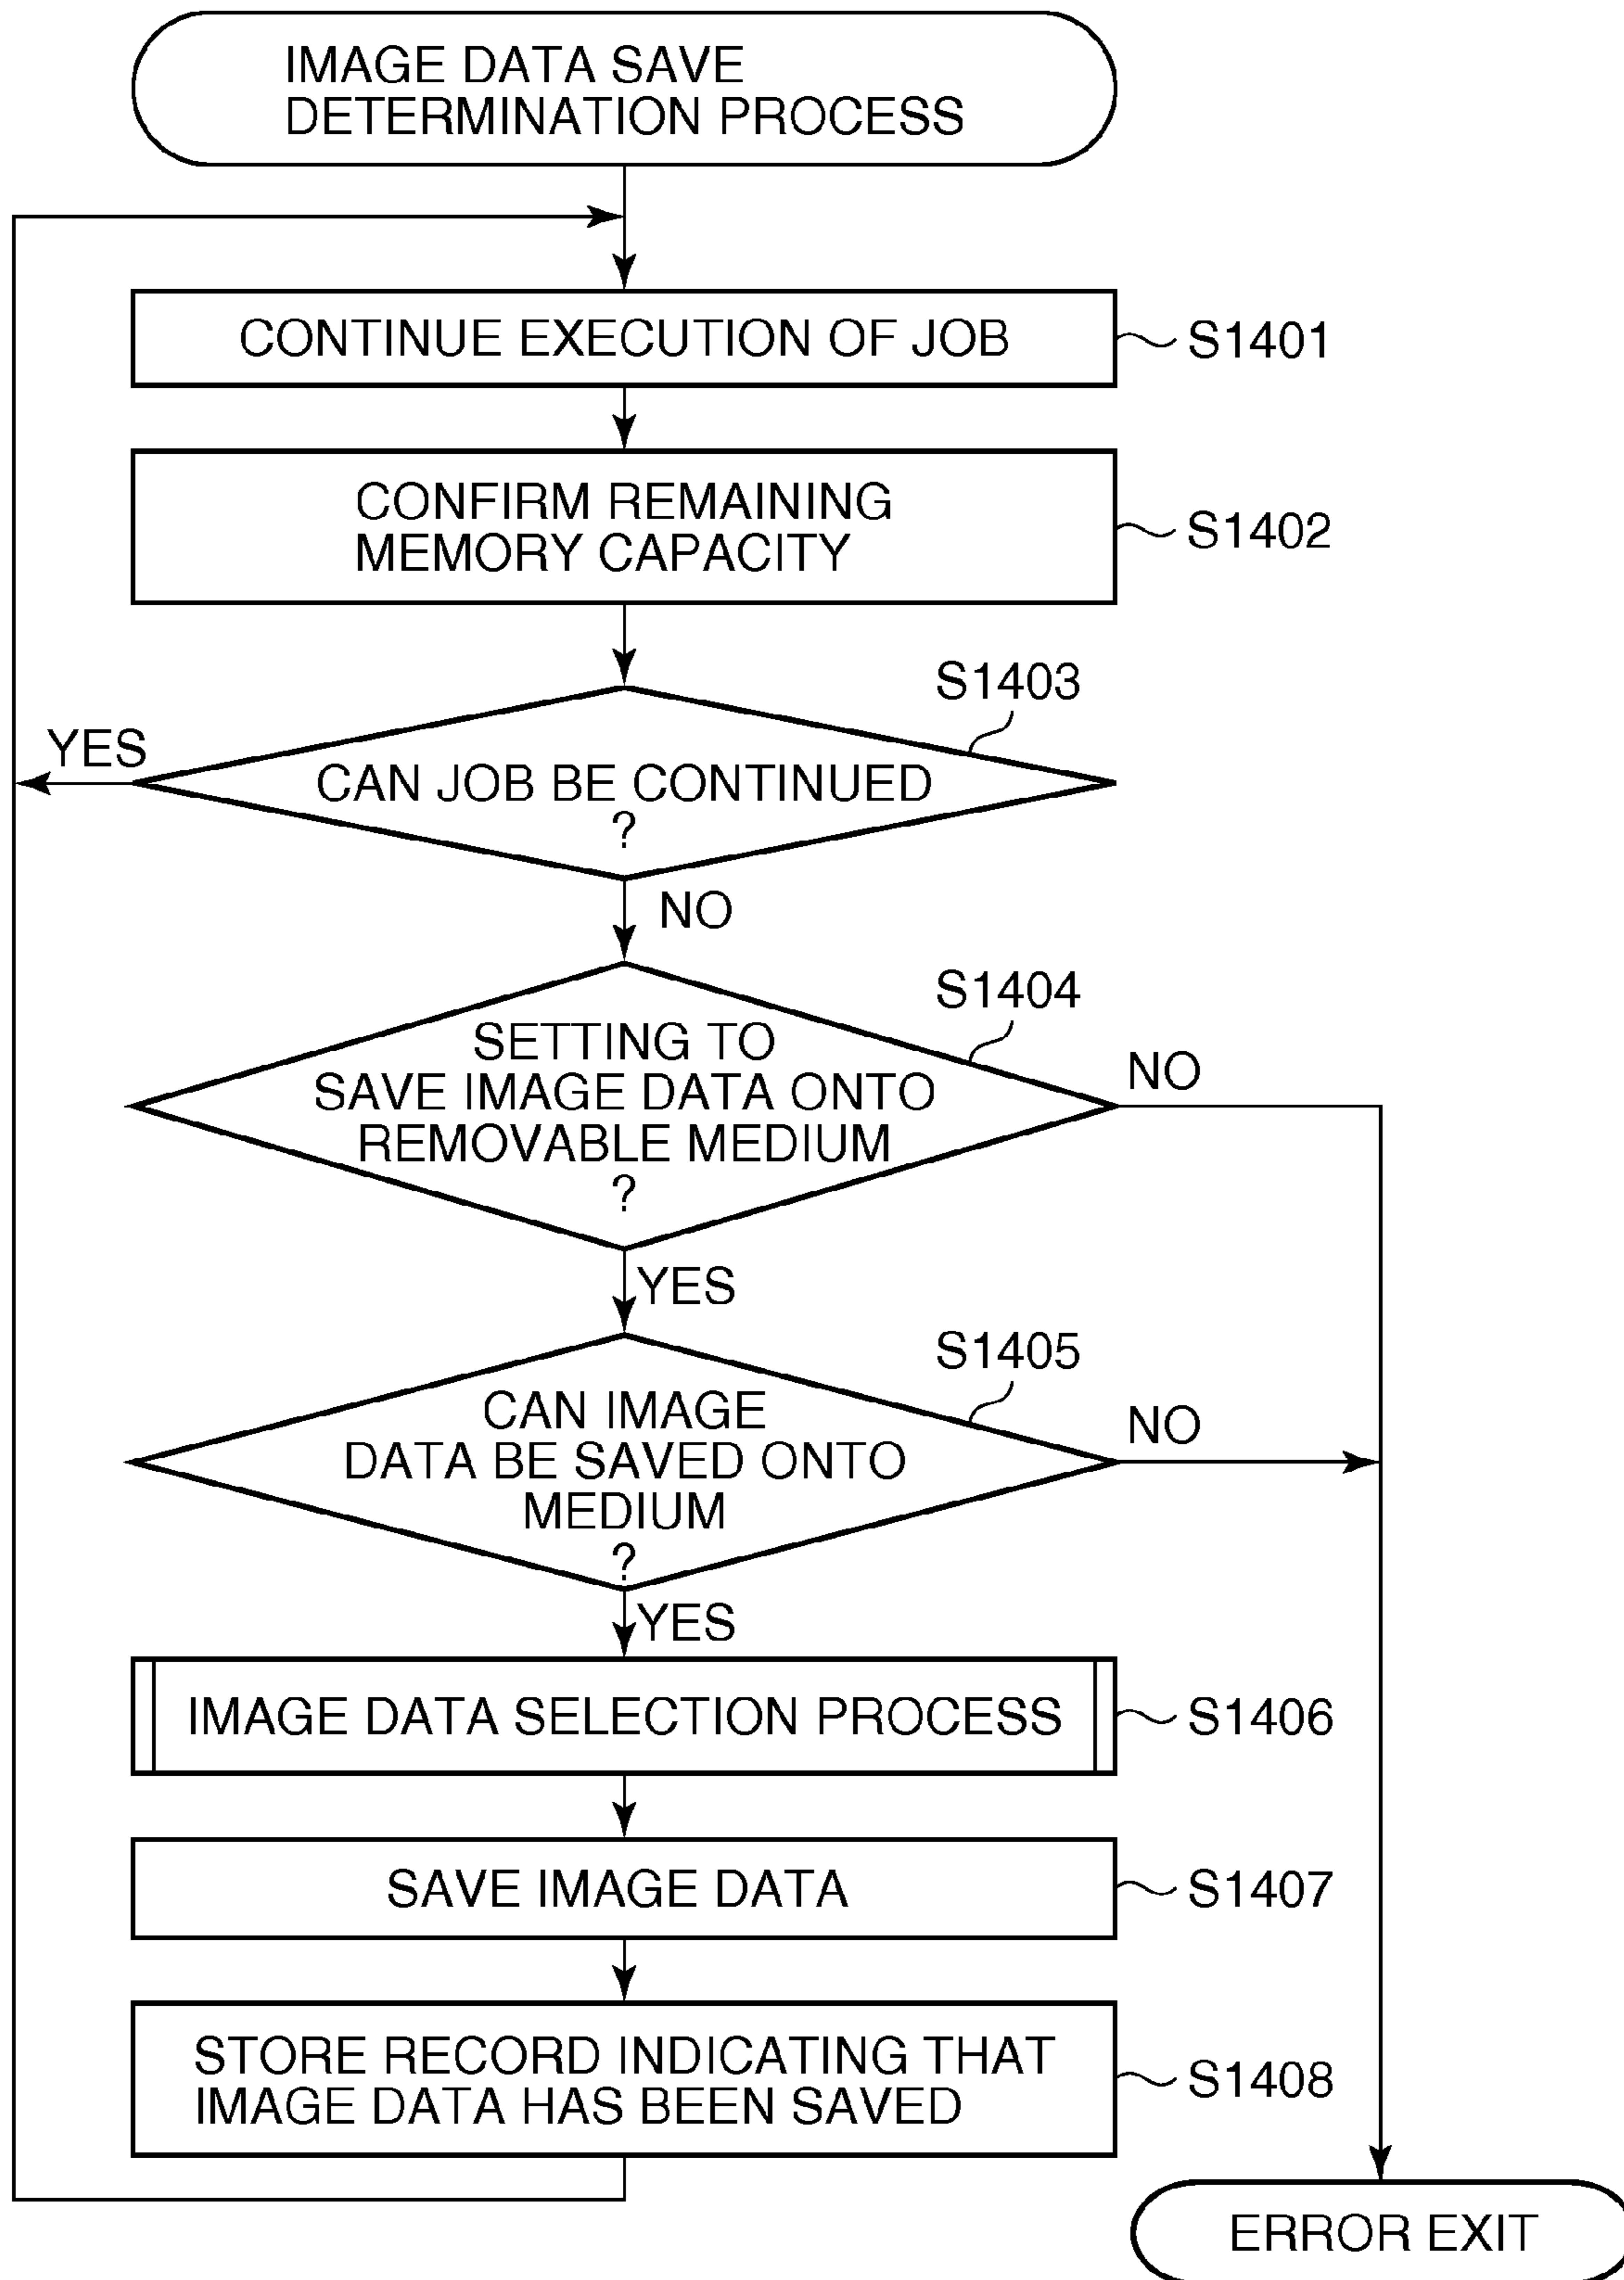 IMAGE DATA SAVE
DETERMINATION PROCESS
CONTINUE EXECUTION OF JOB
S1401
CONFIRM REMAINING
MEMORY CAPACITY
S1402
S1403
YES
CAN JOB BE CONTINUED
?
NO
S1404
SETTING TO
SAVE IMAGE DATA ONTO
REMOVABLE MEDIUM
?
NO
YES
S1405
CAN IMAGE
DATA BE SAVED ONTO
MEDIUM
?
NO
YES
IMAGE DATA SELECTION PROCESS
S1406
SAVE IMAGE DATA
S1407
STORE RECORD INDICATING THAT
IMAGE DATA HAS BEEN SAVED
S1408
ERROR EXIT